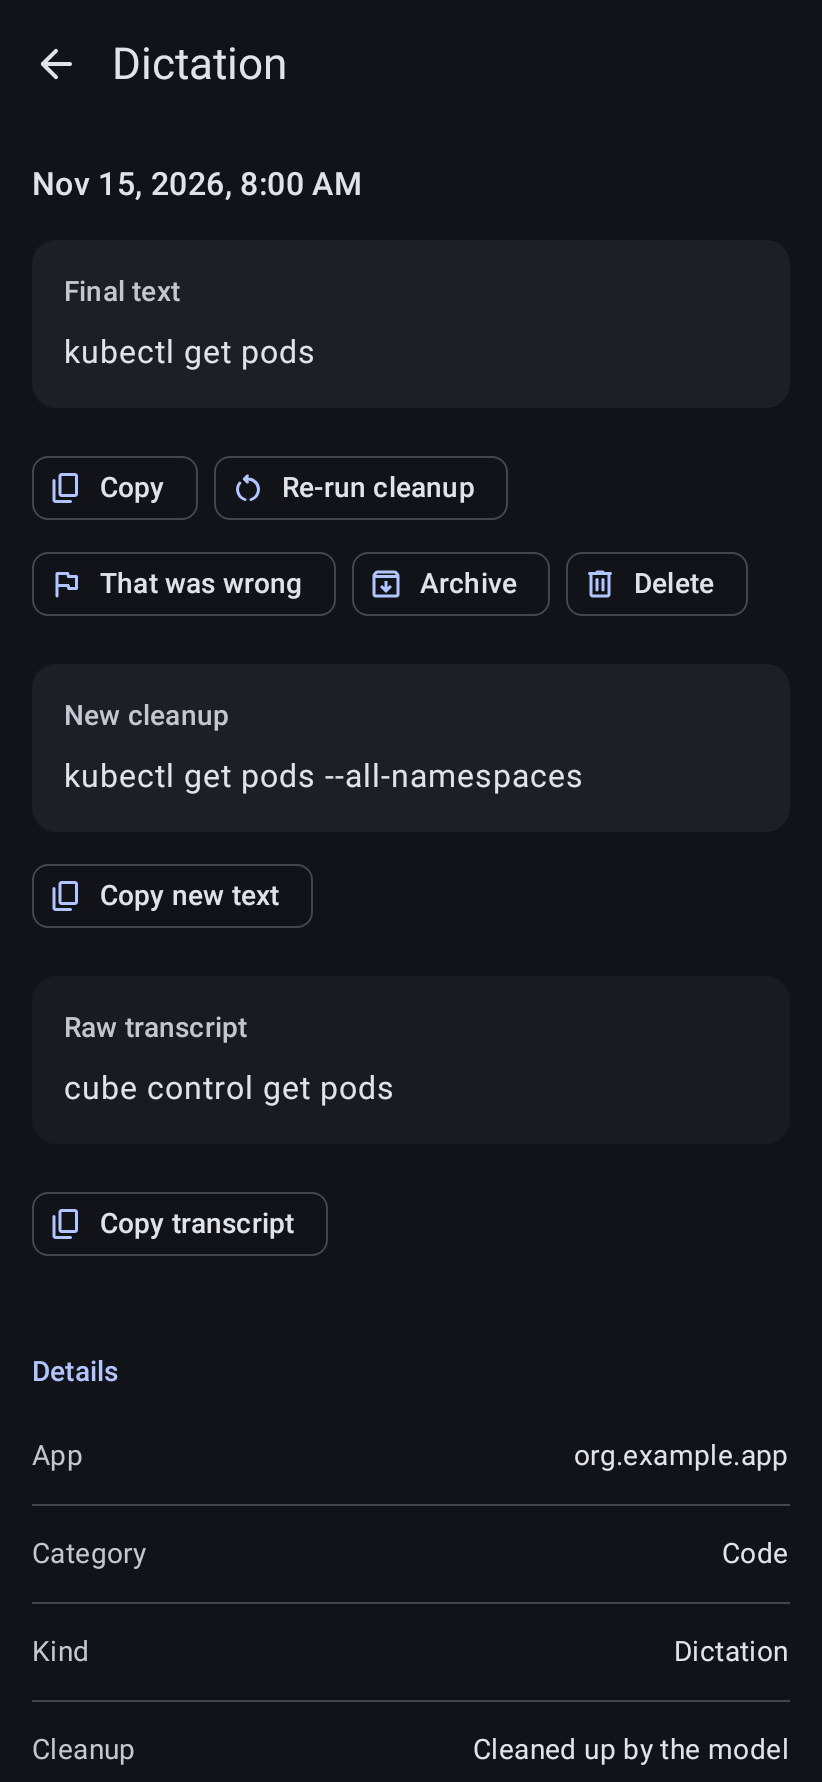 Dictation
Nov 15, 2026, 8:00 AM
Final text
kubectl get pods
Copy
Re-run cleanup
That was wrong
Archive
Delete
New cleanup
kubectl get pods --all-namespaces
Copy new text
Raw transcript
cube control get pods
Copy transcript
Details
App org.example.app
Category Code
Kind Dictation
Cleanup Cleaned up by the model